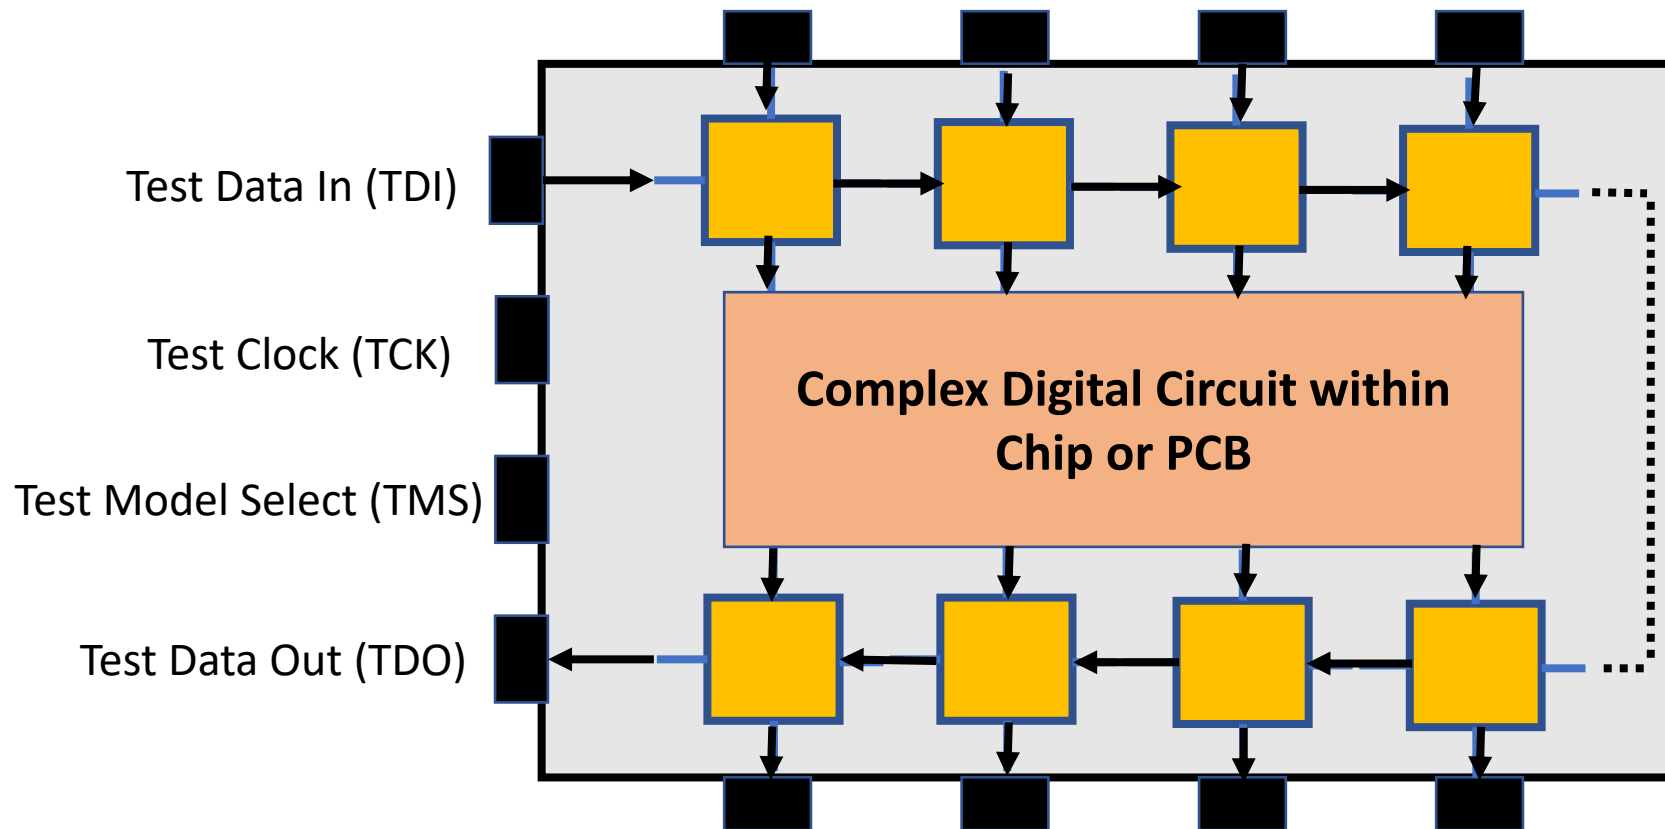 Test Data In (TDI)
Test Clock (TCK)
Complex Digital Circuit within
Chip or PCB
Test Model Select (TMS)
Test Data Out (TDO)